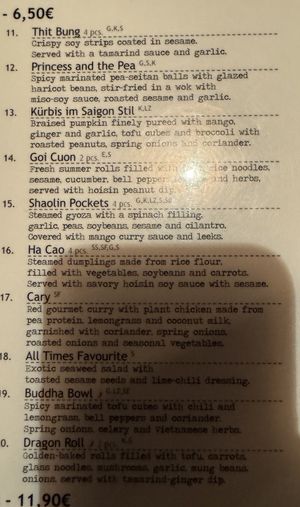 - 6,50€
11. Thit Bung 4 pcs. G,K,S
Crispy soy strips coated in sesame.
Served with a tamarind sauce and garlic.
12. Princess and the Pea G,S,K
Spicy marinated pea-seitan balls with glazed
haricot beans, stir-fried in a wok with
miso-soy sauce, roasted sesame and garlic.
13. Kürbis im Saigon Stil K,LZ
Braised pumpkin finely pureed with mango,
ginger and garlic, tofu cubes and broccoli with
roasted peanuts, spring onions and coriander.
14. Goi Cuon 2 pcs. E,S
Fresh summer rolls filled with rice noodles,
sesame, cucumber, bell peppers and herbs,
served with hoisin peanut dip.
15. Shaolin Pockets 4 pcs.
Steamed gyoza with a spinach filling,
garlic, peas, soybeans, sesame and cilantro.
Covered with mango curry sauce and leeks.
16. Ha Cao 4 pcs. SS,SF,G,S
Steamed dumplings made from rice flour,
filled with vegetables, soybeans and carrots.
Served with savory hoisin soy sauce with sesame.
17. Cary SF
Red gourmet curry with plant chicken made from
pea protein, lemongrass and coconut milk,
garnished with coriander, spring onions,
roasted onions and seasonal vegetables.
18. All Times Favourite S
Exotic seaweed salad with
toasted sesame seeds and lime-chili dressing.
9. Buddha Bowl
Spicy marinated tofu cubes with chili and
lemongrass, bell peppers and coriander.
Spring onions, celery and Vietnamese herbs.
0. Dragon Roll
Golden-baked rolls filled with tofu, carrots,
glass noodles, mushrooms, garlic, mung beans,
onions, served with tamarind-ginger dip.
- 11,90€